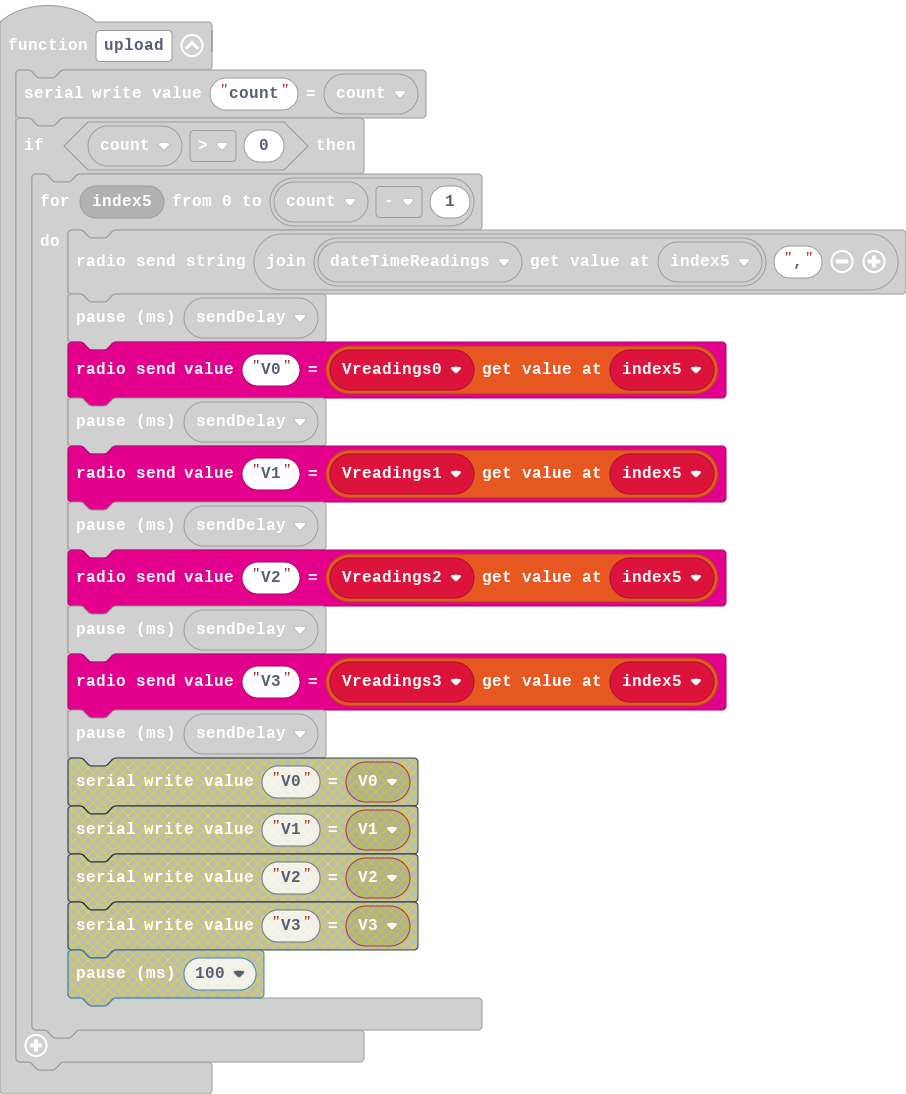 function upload
serial write value "count" = count
if count > 0 then
for index5 from 0 to count - 1
do
radio send string join dateTimeReadings get value at index5 ","
pause (ms) sendDelay
radio send value "V0" = Vreadings0 get value at index5
pause (ms) sendDelay
radio send value "V1" = Vreadings1 get value at index5
pause (ms) sendDelay
radio send value "V2" = Vreadings2 get value at index5
pause (ms) sendDelay
radio send value "V3" = Vreadings3 get value at index5
pause (ms) sendDelay
serial write value "V0" = V0
serial write value "V1" = V1
serial write value "V2" = V2
serial write value "V3" = V3
pause (ms) 100